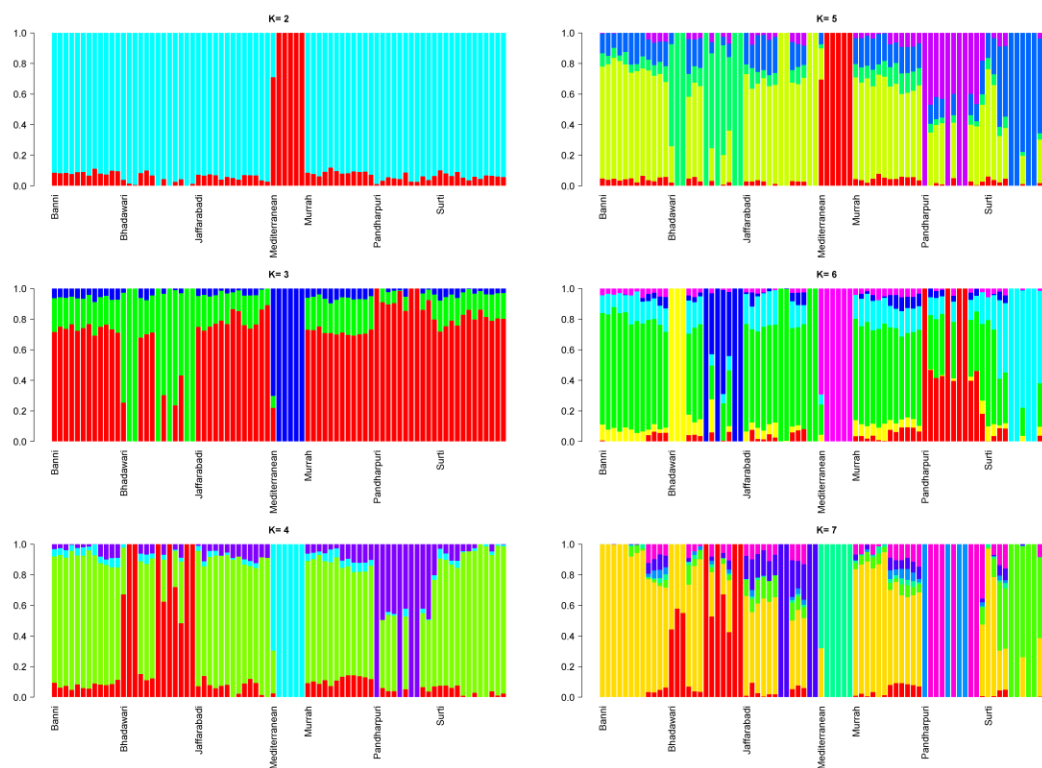 K= 2
1.0
0.8
0.6
0.4
0.2
0.0
Banni
Bhadawari
Jaffarabadi
Mediterranean
Murrah
Pandharpuri
Surti
K= 5
1.0
0.8
0.6
0.4
0.2
0.0
Banni
Bhadawari
Jaffarabadi
Mediterranean
Murrah
Pandharpuri
Surti
K= 3
1.0
0.8
0.6
0.4
0.2
0.0
Banni
Bhadawari
Jaffarabadi
Mediterranean
Murrah
Pandharpuri
Surti
K= 6
1.0
0.8
0.6
0.4
0.2
0.0
Banni
Bhadawari
Jaffarabadi
Mediterranean
Murrah
Pandharpuri
Surti
K= 4
1.0
0.8
0.6
0.4
0.2
0.0
Banni
Bhadawari
Jaffarabadi
Mediterranean
Murrah
Pandharpuri
Surti
K= 7
1.0
0.8
0.6
0.4
0.2
0.0
Banni
Bhadawari
Jaffarabadi
Mediterranean
Murrah
Pandharpuri
Surti